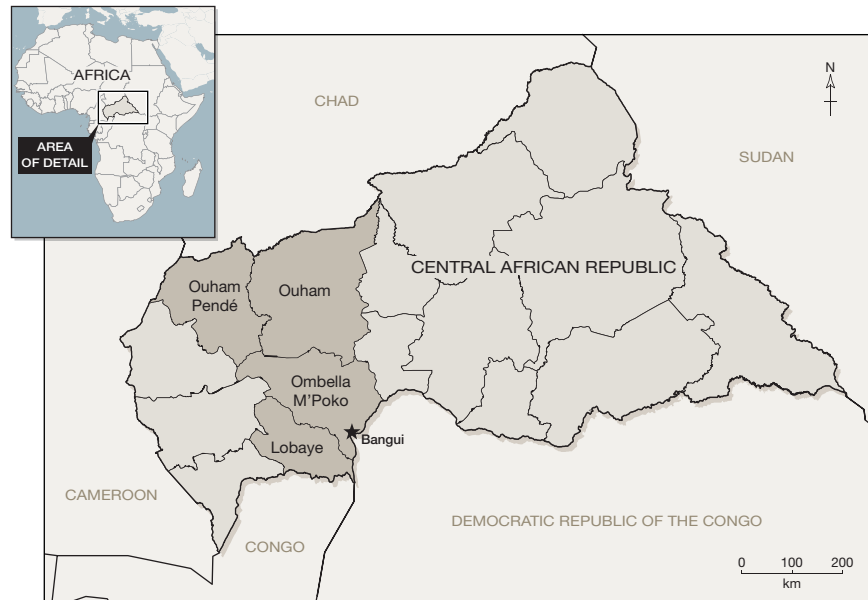 AFRICA
AREA
OF DETAIL
CHAD
N
SUDAN
CENTRAL AFRICAN REPUBLIC
Ouham
Pendé
Ouham
Ombella
M'Poko
Bangui
Lobaye
CAMEROON
CONGO
DEMOCRATIC REPUBLIC OF THE CONGO
0 100 200
km